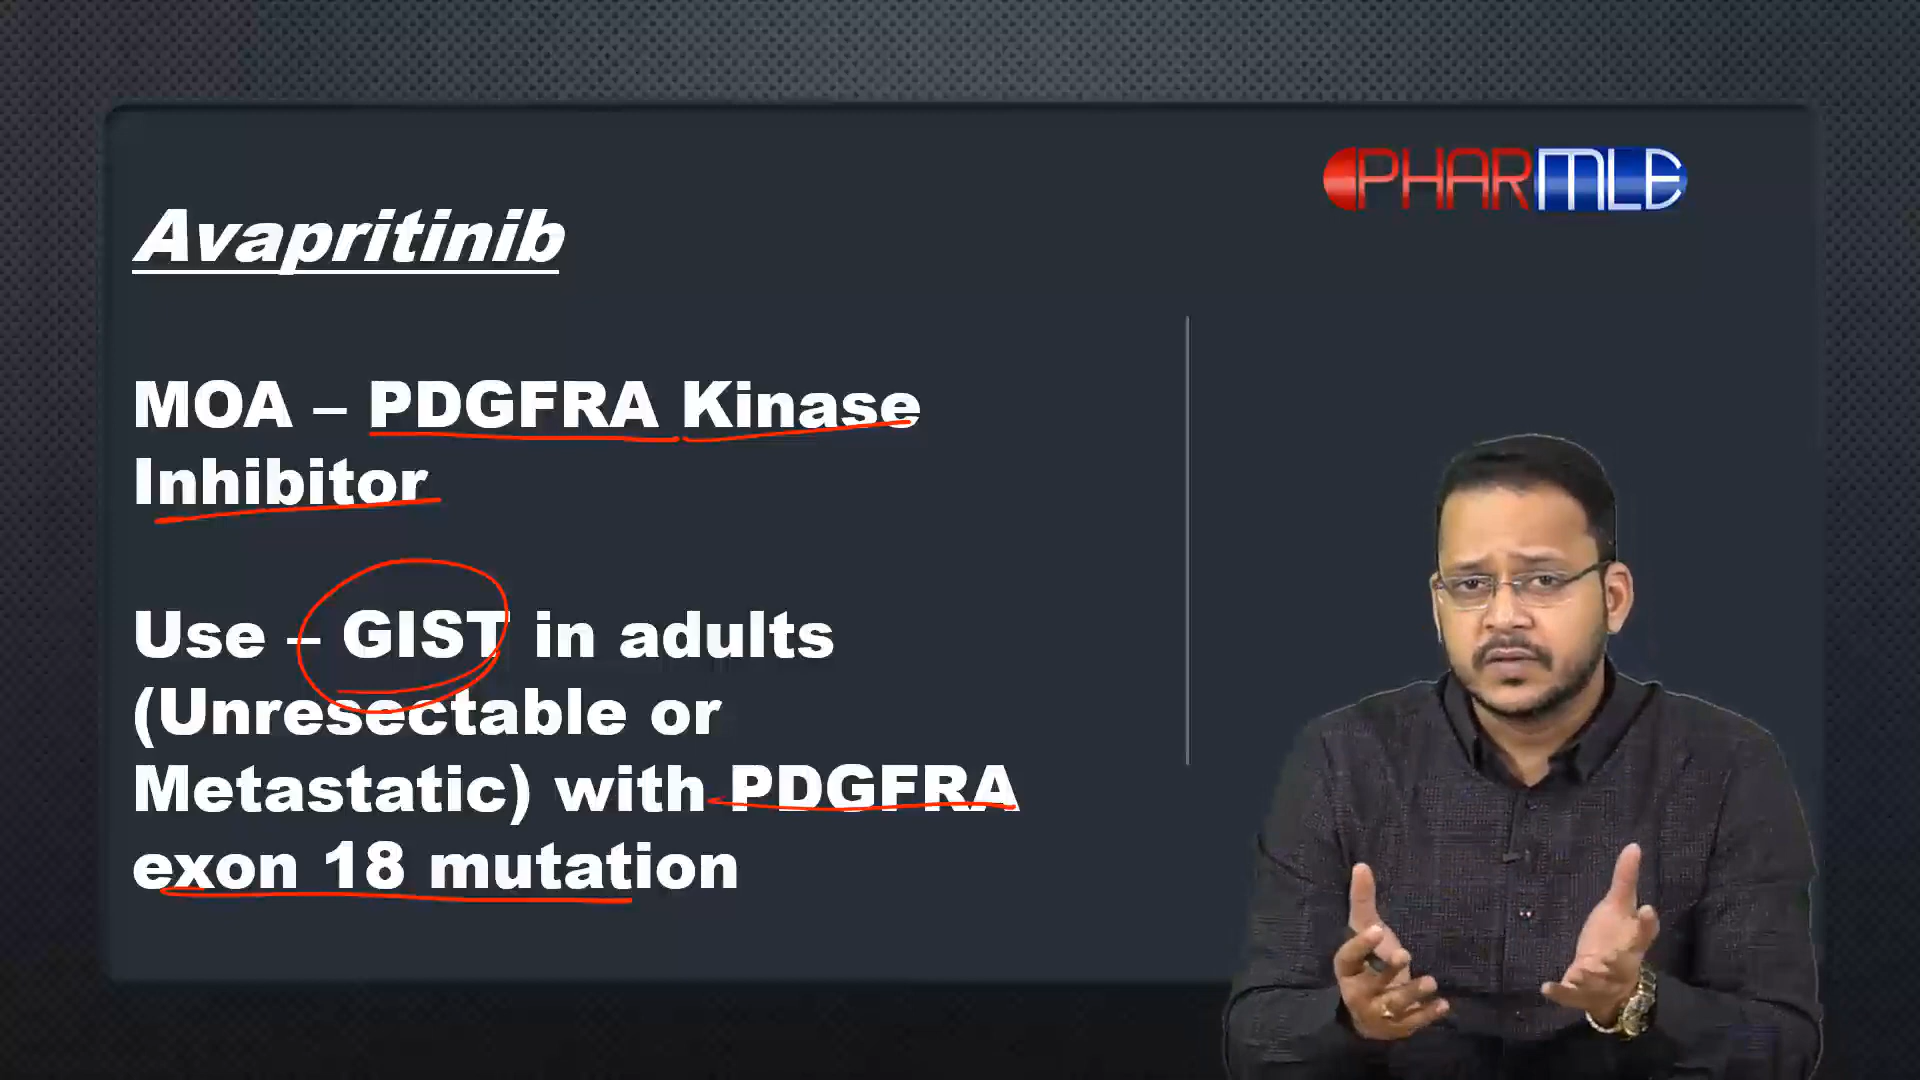 PHARMLE
Avapritinib
MOA – PDGFRA Kinase
Inhibitor
Use – GIST in adults
(Unresectable or
Metastatic) with PDGFRA
exon 18 mutation